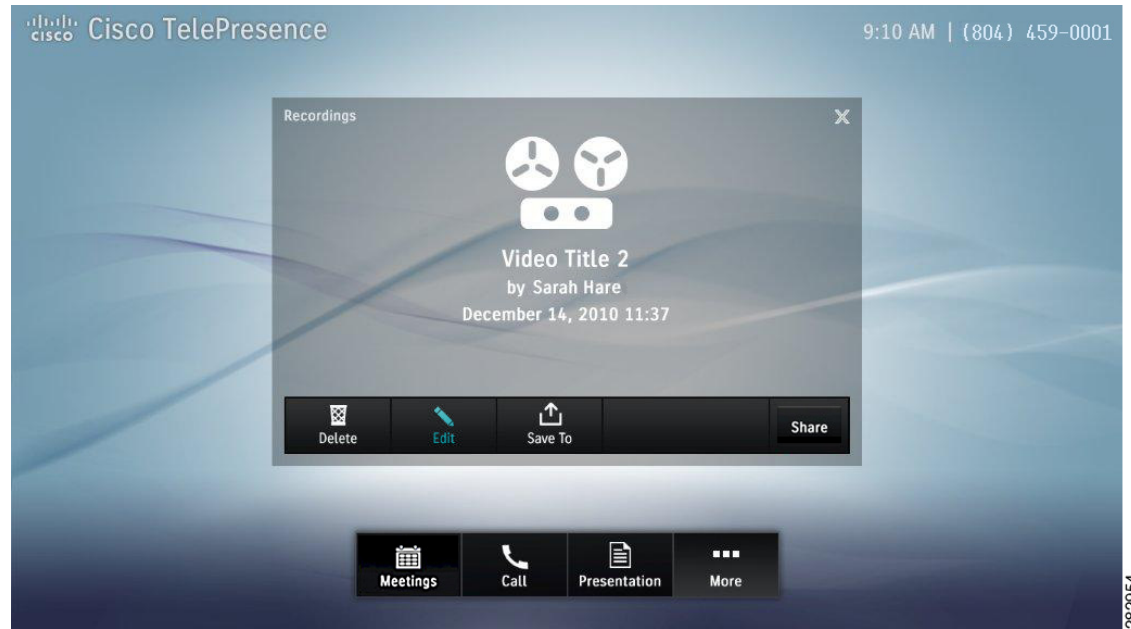 cisco Cisco TelePresence
9:10 AM | (804) 459-0001
Recordings
X
Video Title 2
by Sarah Hare
December 14, 2010 11:37
Delete Edit Save To Share
Meetings Call Presentation More